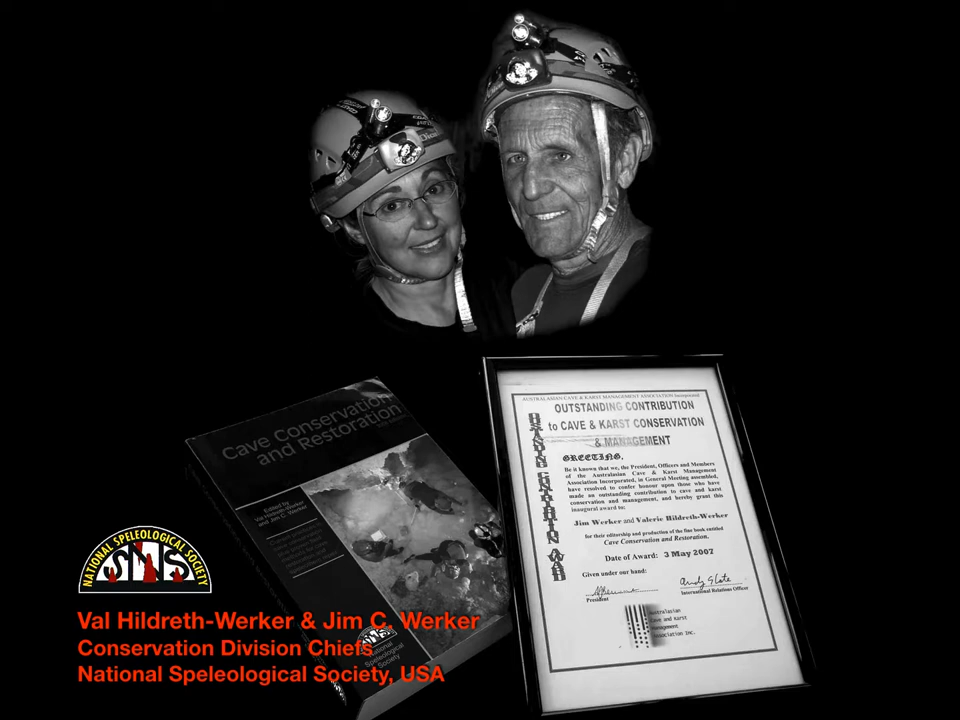 Cave Conservation
and Restoration
Edited by
Val Hildreth-Werker
and Jim C. Werker
AUSTRALASIAN CAVE & KARST MANAGEMENT ASSOCIATION Incorporated
OUTSTANDING CONTRIBUTION
to CAVE & KARST CONSERVATION
& MANAGEMENT
GREETING,
Be it known that we, the President, Officers and Members
of the Australasian Cave & Karst Management
Association Incorporated, in General Meeting assembled,
have resolved to confer honour upon those who have
made an outstanding contribution to cave and karst
conservation and management, and hereby grant this
inaugural award to:
Jim Werker and Valerie Hildreth-Werker
for their editorship and production of the fine book entitled
Cave Conservation and Restoration.
Date of Award: 3 May 2007
Given under our hand:
President
International Relations Officer
Australasian
Cave and Karst
Management
Association INC.
NATIONAL SPELEOLOGICAL SOCIETY
NSS
Val Hildreth-Werker & Jim C. Werker
Conservation Division Chiefs
National Speleological Society, USA
National
Speleological
Society